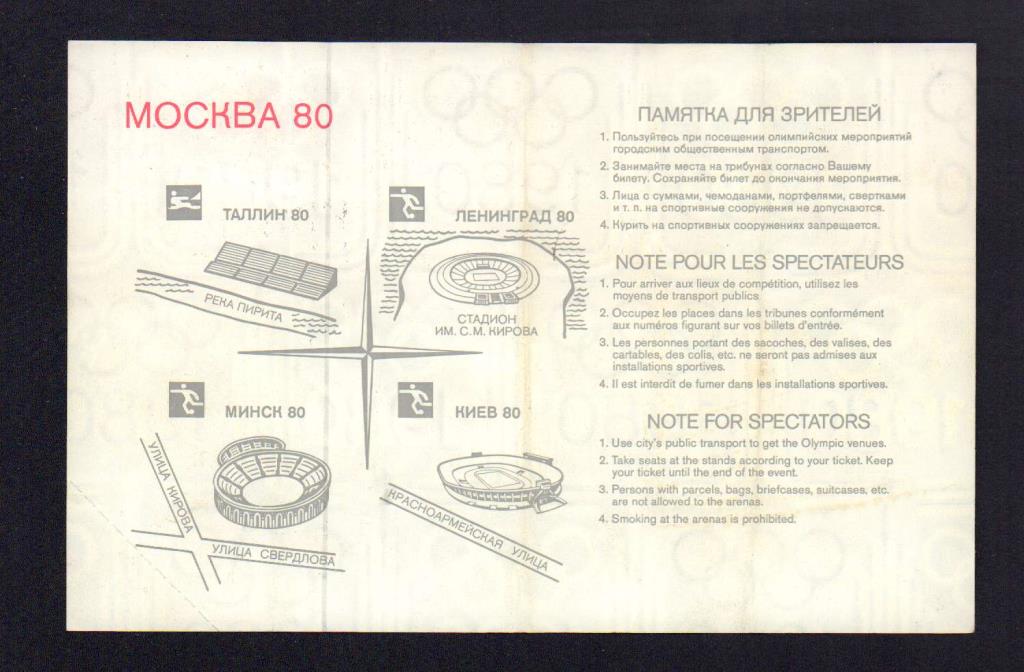 МОСКВА 80
ТАЛЛИН 80
РЕКА ПИРИТА
ЛЕНИНГРАД 80
СТАДИОН
ИМ. С.М. КИРОВА
МИНСК 80
УЛИЦА КИРОВА
УЛИЦА СВЕРДЛОВА
КИЕВ 80
КРАСНОАРМЕЙСКАЯ УЛИЦА
ПАМЯТКА ДЛЯ ЗРИТЕЛЕЙ
1. Пользуйтесь при посещении олимпийских мероприятий
городским общественным транспортом.
2. Занимайте места на трибунах согласно Вашему
билету. Сохраняйте билет до окончания мероприятия.
3. Лица с сумками, чемоданами, портфелями, свертками
и т. п. на спортивные сооружения не допускаются.
4. Курить на спортивных сооружениях запрещается.
NOTE POUR LES SPECTATEURS
1. Pour arriver aux lieux de compétition, utilisez les
moyens de transport publics
2. Occupez les places dans les tribunes conformément
aux numéros figurant sur vos billets d'entrée.
3. Les personnes portant des sacoches, des valises, des
cartables, des colis, etc. ne seront pas admises aux
installations sportives.
4. Il est interdit de fumer dans les installations sportives.
NOTE FOR SPECTATORS
1. Use city's public transport to get the Olympic venues.
2. Take seats at the stands according to your ticket. Keep
your ticket until the end of the event.
3. Persons with parcels, bags, briefcases, suitcases, etc.
are not allowed to the arenas.
4. Smoking at the arenas is prohibited.